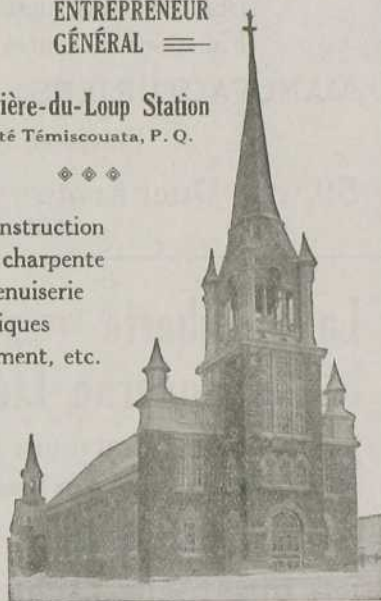 ENTREPRENEUR
GÉNÉRAL
ière-du-Loup Station
té Témiscouata, P. Q.
nstruction
charpente
enuiserie
iques
ment, etc.